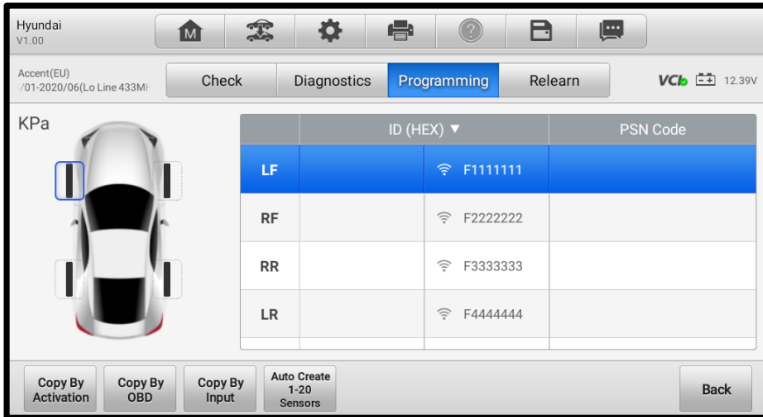 Hyundai
V1.00
M
?
Accent(EU)
/01-2020/06(Lo Line 433M
Check
Diagnostics
Programming
Relearn
VCI
12.39V
KPa
ID (HEX) ▼
PSN Code
LF
F1111111
RF
F2222222
RR
F3333333
LR
F4444444
Copy By
Activation
Copy By
OBD
Copy By
Input
Auto Create
1-20
Sensors
Back